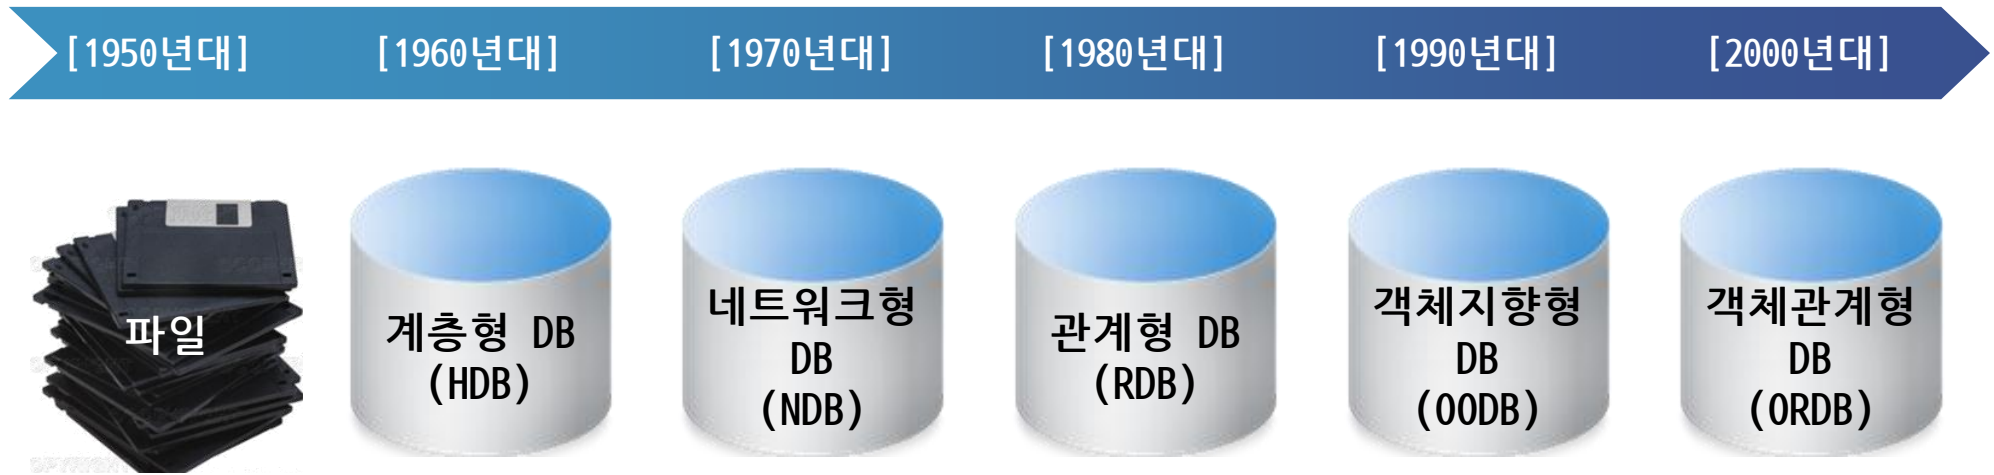 [1950년대]
[1960년대]
[1970년대]
[1980년대]
[1990년대]
[2000년대]
파일
계층형 DB
(HDB)
네트워크형
DB
(NDB)
관계형 DB
(RDB)
객체지향형
DB
(OODB)
객체관계형
DB
(ORDB)